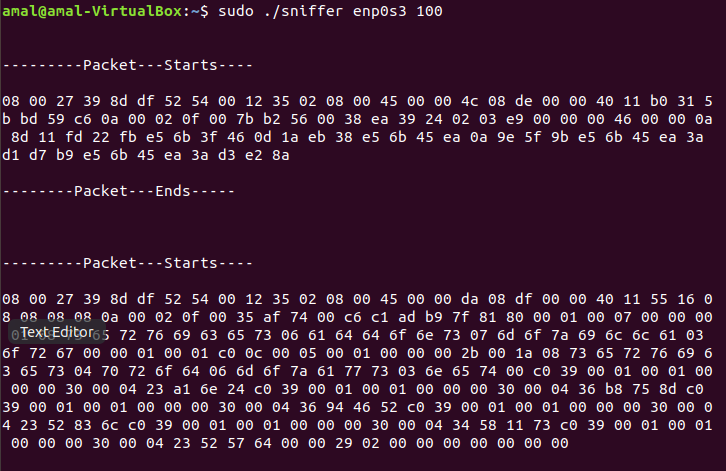 amal@amal-VirtualBox:~$ sudo ./sniffer enp0s3 100
---------Packet---Starts----
08 00 27 39 8d df 52 54 00 12 35 02 08 00 45 00 00 4c 08 de 00 00 40 11 b0 31 5
b bd 59 c6 0a 00 02 0f 00 7b b2 56 00 38 ea 39 24 02 03 e9 00 00 00 46 00 00 0a
8d 11 fd 22 fb e5 6b 3f 46 0d 1a eb 38 e5 6b 45 ea 0a 9e 5f 9b e5 6b 45 ea 3a
d1 d7 b9 e5 6b 45 ea 3a d3 e2 8a
--------Packet---Ends-----
---------Packet---Starts----
08 00 27 39 8d df 52 54 00 12 35 02 08 00 45 00 00 da 08 df 00 00 40 11 55 16 0
8 08 08 08 0a 00 02 0f 00 35 af 74 00 c6 c1 ad b9 7f 81 80 00 01 00 07 00 00 00
Text Editor
65 72 76 69 63 65 73 06 61 64 64 6f 6e 73 07 6d 6f 7a 69 6c 6c 61 03
6f 72 67 00 00 01 00 01 c0 0c 00 05 00 01 00 00 00 2b 00 1a 08 73 65 72 76 69 6
3 65 73 04 70 72 6f 64 06 6d 6f 7a 61 77 73 03 6e 65 74 00 c0 39 00 01 00 01 00
00 00 30 00 04 23 a1 6e 24 c0 39 00 01 00 01 00 00 00 30 00 04 36 b8 75 8d c0
39 00 01 00 01 00 00 00 30 00 04 36 94 46 52 c0 39 00 01 00 01 00 00 00 30 00 0
4 23 52 83 6c c0 39 00 01 00 01 00 00 00 30 00 04 34 58 11 73 c0 39 00 01 00 01
00 00 00 30 00 04 23 52 57 64 00 00 29 02 00 00 00 00 00 00 00